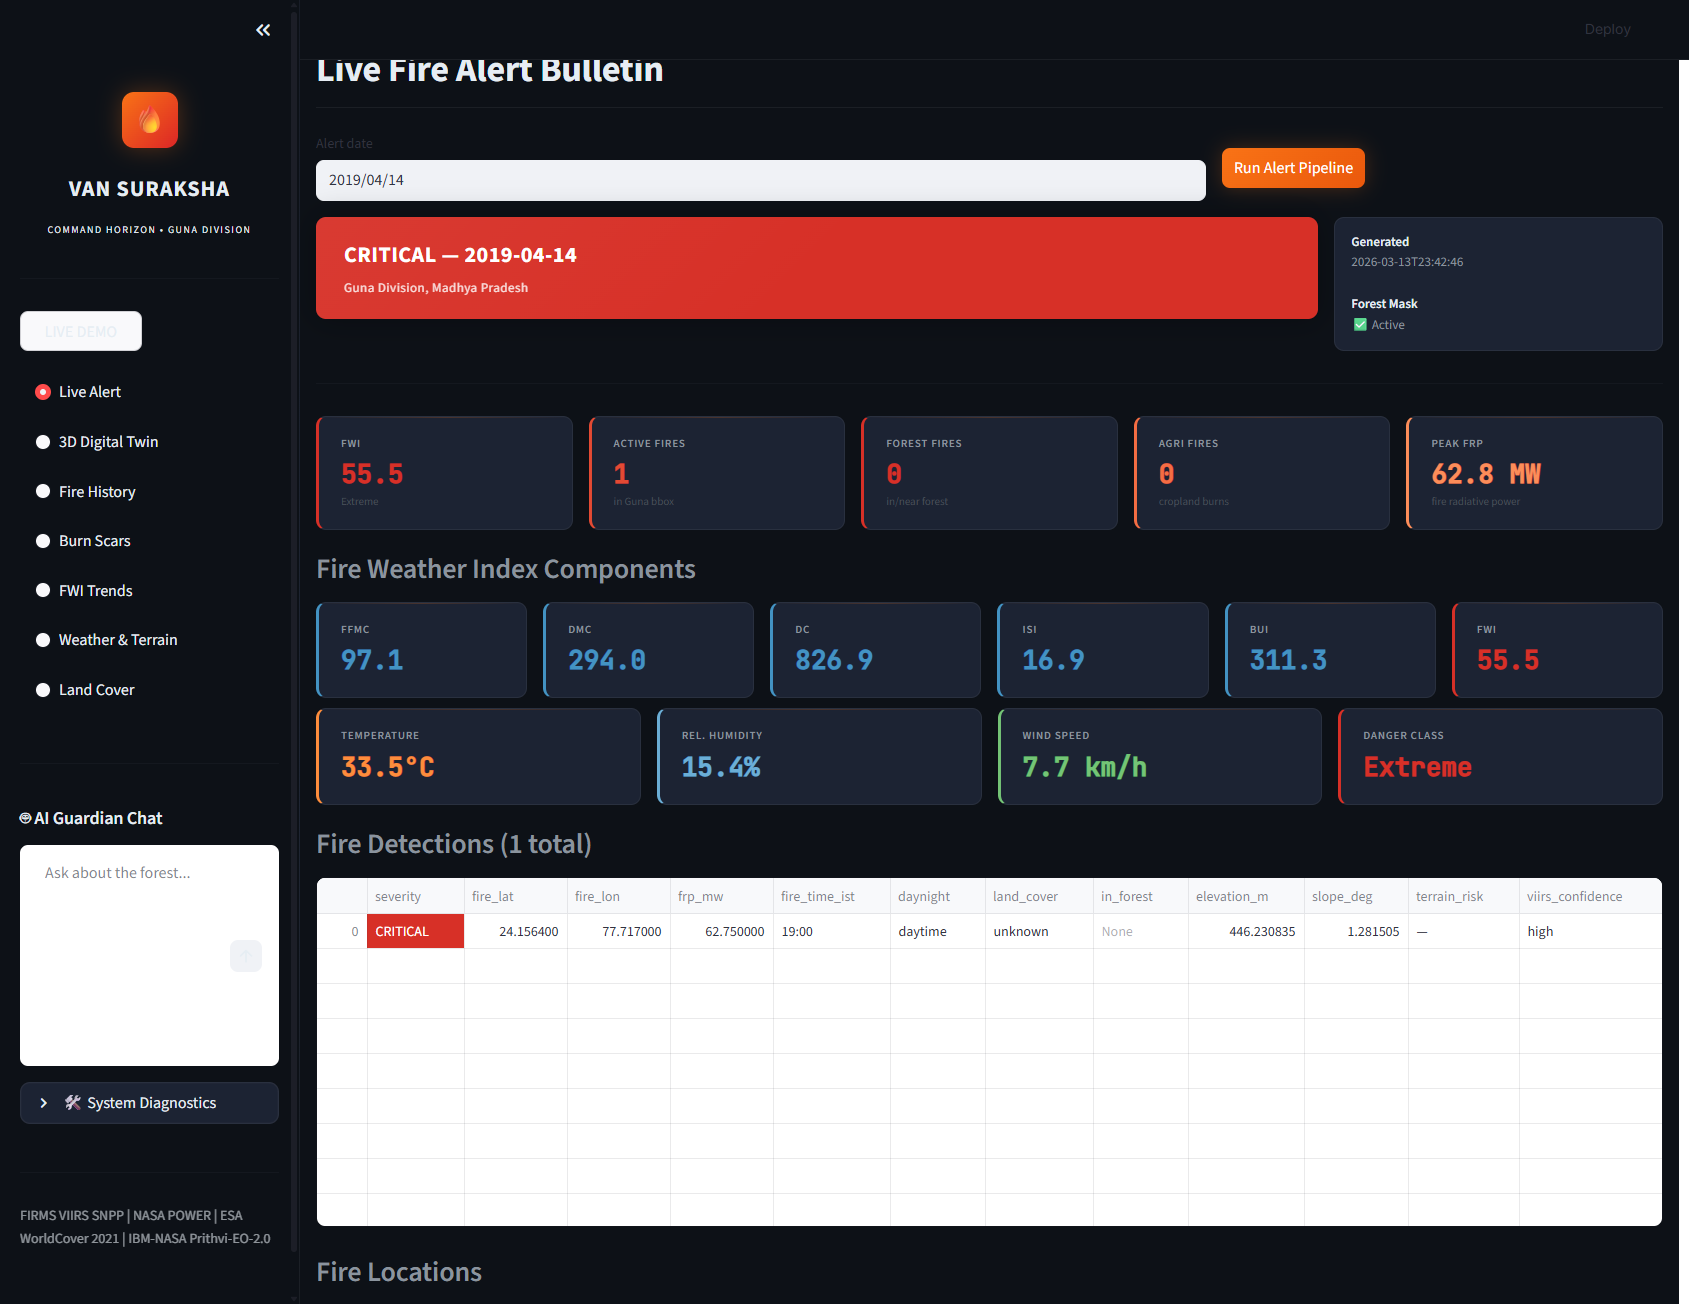 Deploy
VAN SURAKSHA
COMMAND HORIZON • GUNA DIVISION
LIVE DEMO
Live Alert
3D Digital Twin
Fire History
Burn Scars
FWI Trends
Weather & Terrain
Land Cover
AI Guardian Chat
Ask about the forest...
System Diagnostics
FIRMS VIIRS SNPP | NASA POWER | ESA
WorldCover 2021 | IBM-NASA Prithvi-EO-2.0
Live Fire Alert Bulletin
Alert date
2019/04/14
Run Alert Pipeline
CRITICAL — 2019-04-14
Guna Division, Madhya Pradesh
Generated
2026-03-13T23:42:46
Forest Mask
Active
FWI
55.5
Extreme
ACTIVE FIRES
1
in Guna bbox
FOREST FIRES
0
in/near forest
AGRI FIRES
0
cropland burns
PEAK FRP
62.8 MW
fire radiative power
Fire Weather Index Components
FFMC
97.1
DMC
294.0
DC
826.9
ISI
16.9
BUI
311.3
FWI
55.5
TEMPERATURE
33.5°C
REL. HUMIDITY
15.4%
WIND SPEED
7.7 km/h
DANGER CLASS
Extreme
Fire Detections (1 total)
severity fire_lat fire_lon frp_mw fire_time_ist daynight land_cover in_forest elevation_m slope_deg terrain_risk viirs_confidence
0 CRITICAL 24.156400 77.717000 62.750000 19:00 daytime unknown None 446.230835 1.281505 — high
Fire Locations